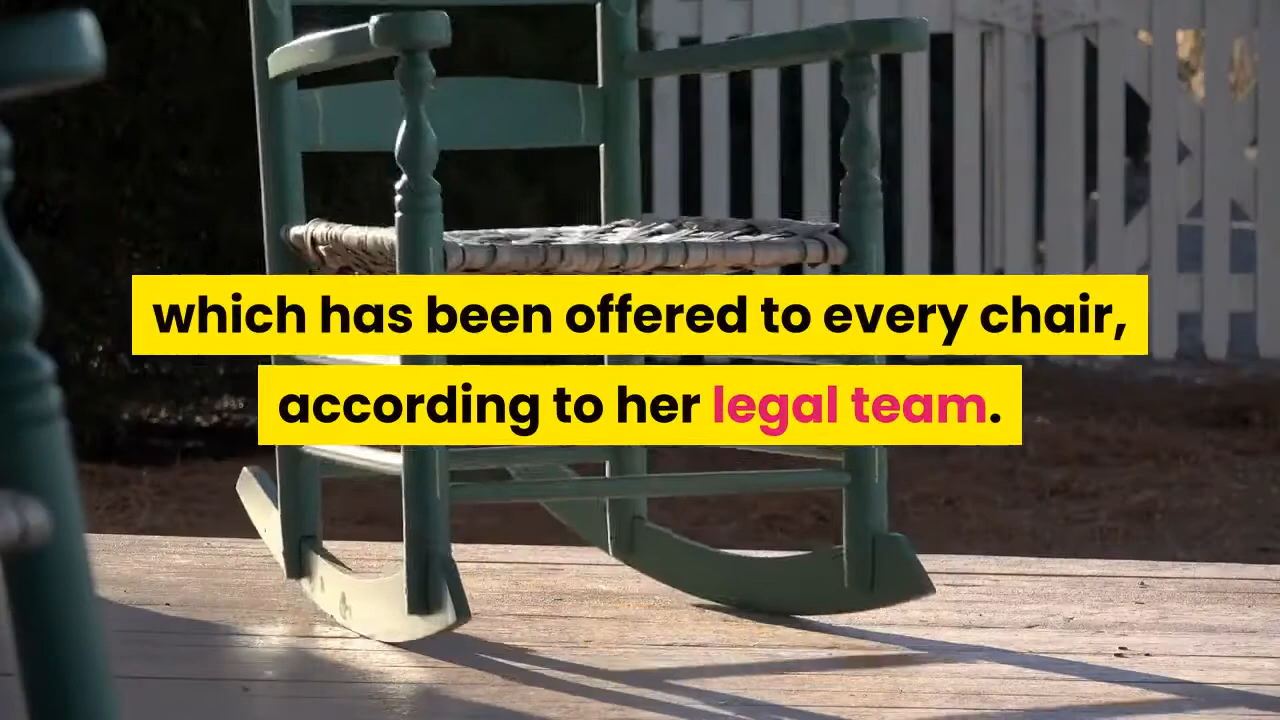 which has been offered to every chair,
according to her legal team.